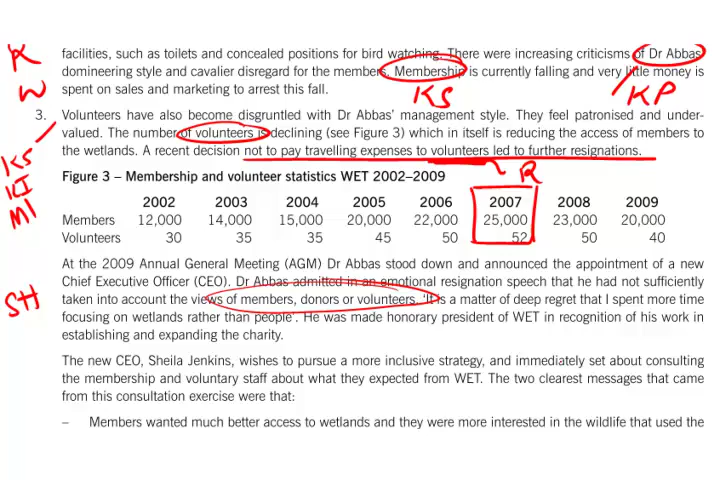 facilities, such as toilets and concealed positions for bird watching. There were increasing criticisms of Dr Abbas'
K
domineering style and cavalier disregard for the members. Membership is currently falling and very little money is
W
spent on sales and marketing to arrest this fall.
KS
KP
3. Volunteers have also become disgruntled with Dr Abbas' management style. They feel patronised and under-
valued. The number of volunteers is declining (see Figure 3) which in itself is reducing the access of members to
the wetlands. A recent decision not to pay travelling expenses to volunteers led to further resignations.
KS
KI
MI
Figure 3 – Membership and volunteer statistics WET 2002–2009
R
2002 2003 2004 2005 2006 2007 2008 2009
Members 12,000 14,000 15,000 20,000 22,000 25,000 23,000 20,000
Volunteers 30 35 35 45 50 52 50 40
At the 2009 Annual General Meeting (AGM) Dr Abbas stood down and announced the appointment of a new
Chief Executive Officer (CEO). Dr Abbas admitted in an emotional resignation speech that he had not sufficiently
SH
taken into account the views of members, donors or volunteers. 'It is a matter of deep regret that I spent more time
focusing on wetlands rather than people'. He was made honorary president of WET in recognition of his work in
establishing and expanding the charity.
The new CEO, Sheila Jenkins, wishes to pursue a more inclusive strategy, and immediately set about consulting
the membership and voluntary staff about what they expected from WET. The two clearest messages that came
from this consultation exercise were that:
– Members wanted much better access to wetlands and they were more interested in the wildlife that used the